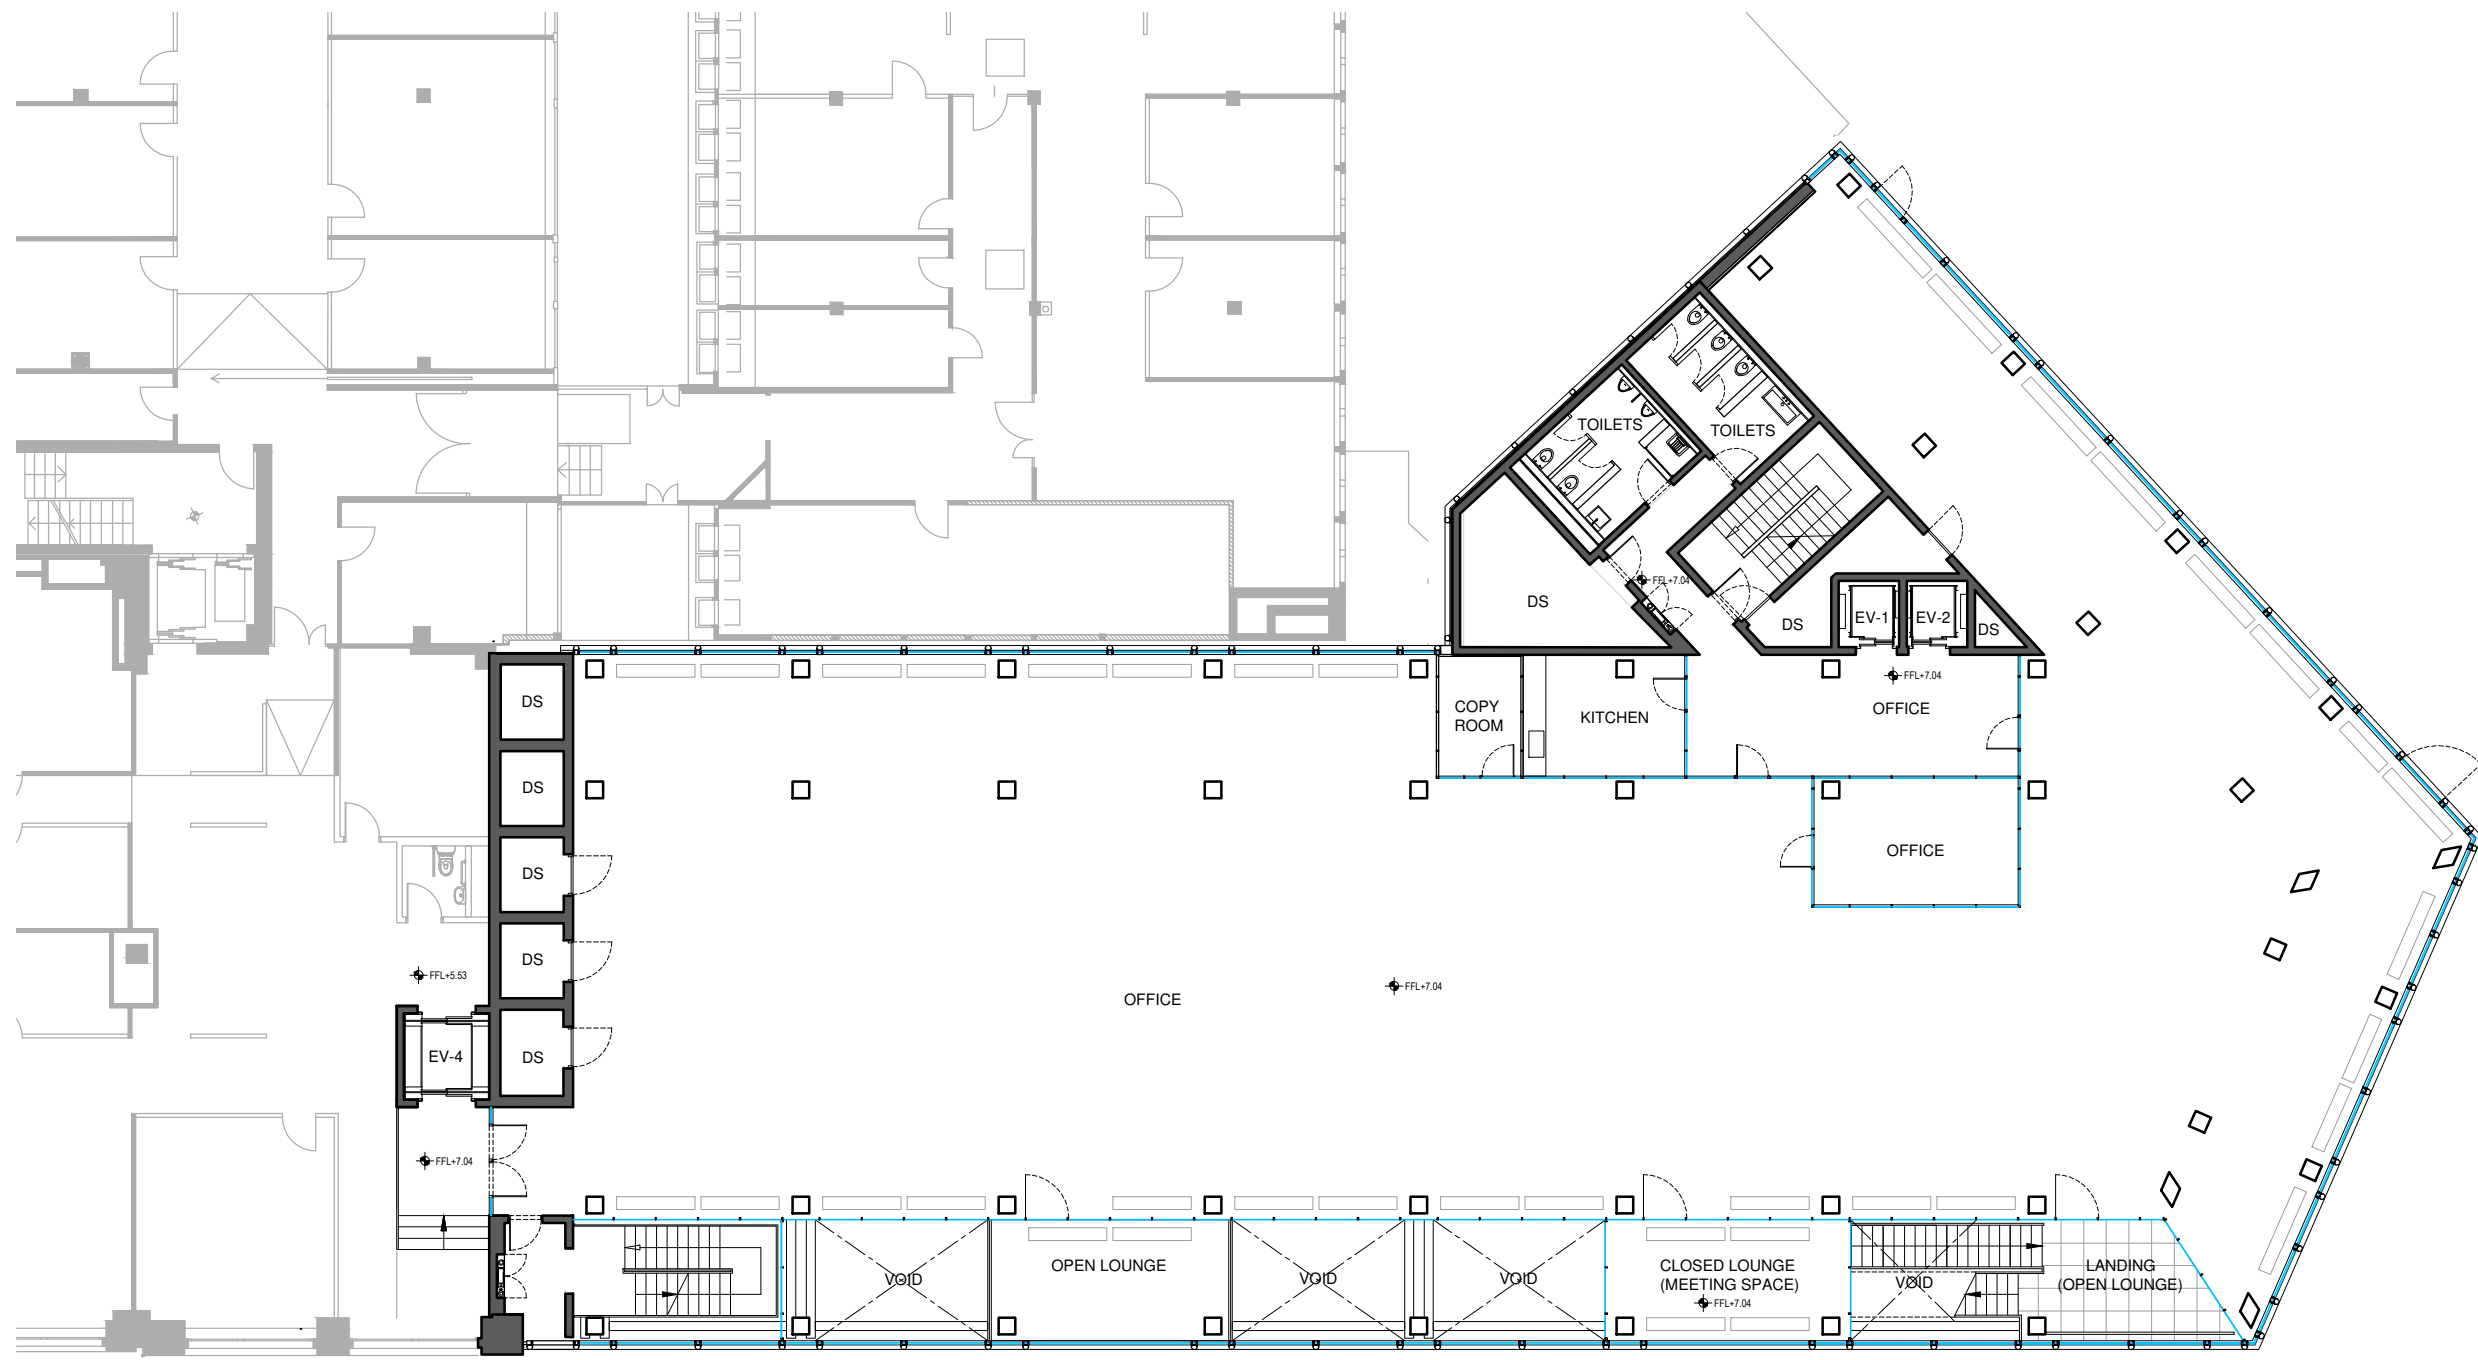 TOILETS
TOILETS
FFL+7.04
DS
DS
EV-1
EV-2
DS
FFL+7.04
DS
COPY
ROOM
KITCHEN
OFFICE
DS
OFFICE
DS
DS
FFL+5.53
FFL+7.04
OFFICE
EV-4
DS
FFL+7.04
OPEN LOUNGE
CLOSED LOUNGE
(MEETING SPACE)
FFL+7.04
LANDING
(OPEN LOUNGE)
VOID
VOID
VOID
VOID